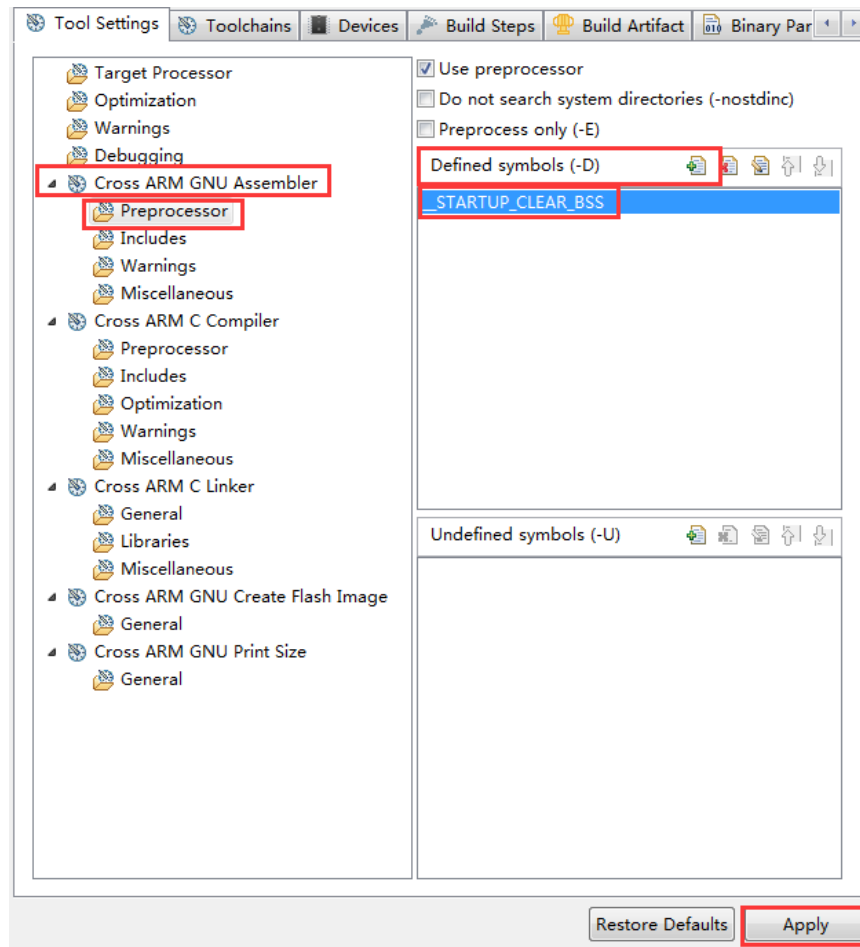 Tool Settings Toolchains Devices Build Steps Build Artifact Binary Par
Target Processor
Optimization
Warnings
Debugging
Cross ARM GNU Assembler
Preprocessor
Includes
Warnings
Miscellaneous
Cross ARM C Compiler
Preprocessor
Includes
Optimization
Warnings
Miscellaneous
Cross ARM C Linker
General
Libraries
Miscellaneous
Cross ARM GNU Create Flash Image
General
Cross ARM GNU Print Size
General
Use preprocessor
Do not search system directories (-nostdinc)
Preprocess only (-E)
Defined symbols (-D)
__STARTUP_CLEAR_BSS
Undefined symbols (-U)
Restore Defaults Apply